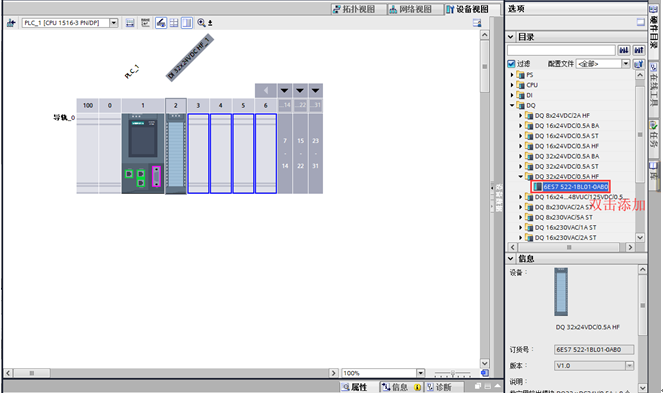 拓扑视图 网络视图 设备视图
PLC_1 [CPU 1516-3 PN/DP]
PLC_1
DI 32x24VDC HF_1
100 0 1 2 3 4 5 6 ...14 ...22 ...31
导轨_0
7 15 23
14 22 31
100%
属性 信息 诊断
选项
目录
过滤 配置文件 <全部>
PS
CPU
DI
DQ
DQ 8x24VDC/2A HF
DQ 16x24VDC/0.5A BA
DQ 16x24VDC/0.5A ST
DQ 16x24VDC/0.5A HF
DQ 32x24VDC/0.5A BA
DQ 32x24VDC/0.5A ST
DQ 32x24VDC/0.5A HF
6ES7 522-1BL01-0AB0
双击添加
DQ 16x24...48VUC/125VDC/0.5...
DQ 8x230VAC/2A ST
DQ 8x230VAC/5A ST
DQ 16x230VAC/1A ST
DQ 16x230VAC/2A ST
信息
设备:
DQ 32x24VDC/0.5A HF
订货号: 6ES7 522-1BL01-0AB0
版本: V1.0
说明:
硬件目录
在线工具
任务
库